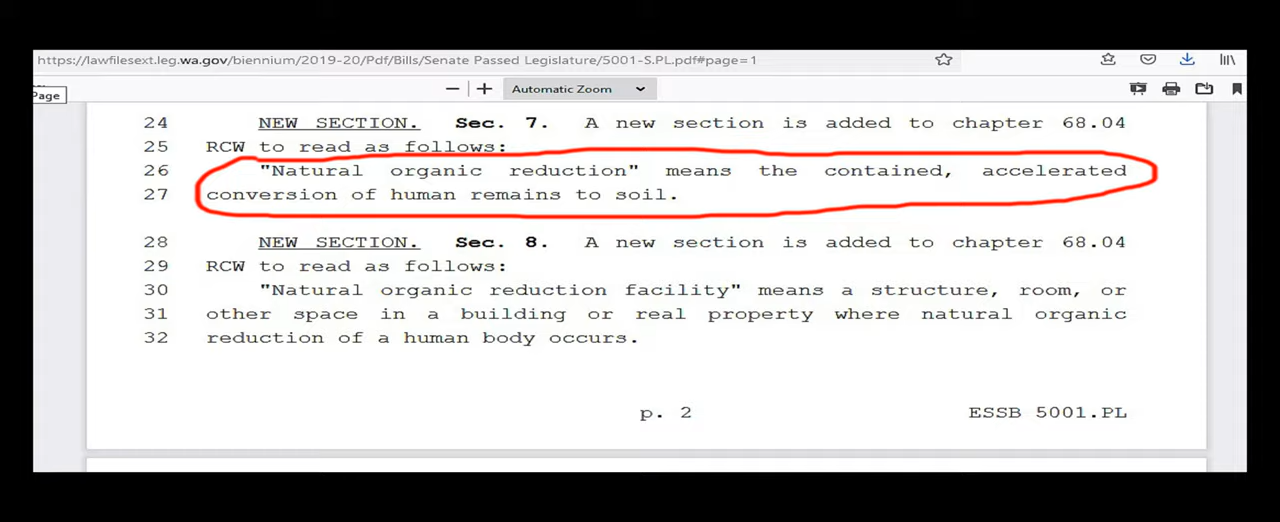 https://lawfilesext.leg.wa.gov/biennium/2019-20/Pdf/Bills/Senate Passed Legislature/5001-S.PL.pdf#page=1
Page
Automatic Zoom
24 NEW SECTION. Sec. 7. A new section is added to chapter 68.04
25 RCW to read as follows:
26 "Natural organic reduction" means the contained, accelerated
27 conversion of human remains to soil.
28 NEW SECTION. Sec. 8. A new section is added to chapter 68.04
29 RCW to read as follows:
30 "Natural organic reduction facility" means a structure, room, or
31 other space in a building or real property where natural organic
32 reduction of a human body occurs.
p. 2 ESSB 5001.PL